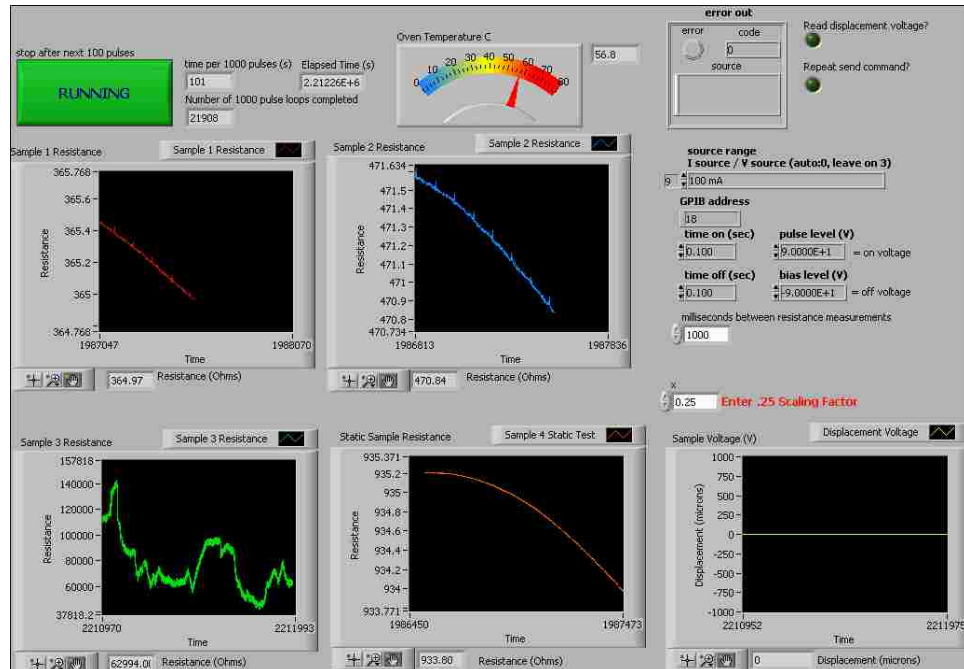 stop after next 100 pulses
RUNNING
time per 1000 pulses (s)
101
Elapsed Time (s)
2.21226E+6
Number of 1000 pulse loops completed
21908
Oven Temperature C
0 10 20 30 40 50 60 70 80
56.8
error out
error
code
0
source
Read displacement voltage?
Repeat send command?
Sample 1 Resistance
Sample 1 Resistance
365.768
365.6
365.4
365.2
365
364.768
Resistance
1987047
1988070
Time
364.97
Resistance (Ohms)
Sample 2 Resistance
Sample 2 Resistance
471.634
471.5
471.4
471.3
471.2
471.1
471
470.9
470.8
470.734
Resistance
1986813
1987836
Time
470.84
Resistance (Ohms)
source range
I source / V source (auto:0, leave on 3)
9
100 mA
GPIB address
18
time on (sec)
pulse level (V)
0.100
9.0000E+1
= on voltage
time off (sec)
bias level (V)
0.100
-9.0000E+1
= off voltage
milliseconds between resistance measurements
1000
x
0.25
Enter .25 Scaling Factor
Sample 3 Resistance
Sample 3 Resistance
157818
140000
120000
100000
80000
60000
37818.2
Resistance
2210970
2211993
Time
Resistance (Ohms)
Static Sample Resistance
Sample 4 Static Test
935.371
935.2
935
934.8
934.6
934.4
934.2
934
933.771
Resistance
1986450
1987473
Time
933.80
Resistance (Ohms)
Sample Voltage (V)
Displacement Voltage
1000
750
500
250
0
-250
-500
-750
-1000
Displacement (microns)
2210952
2211975
Time
0
Displacement (microns)